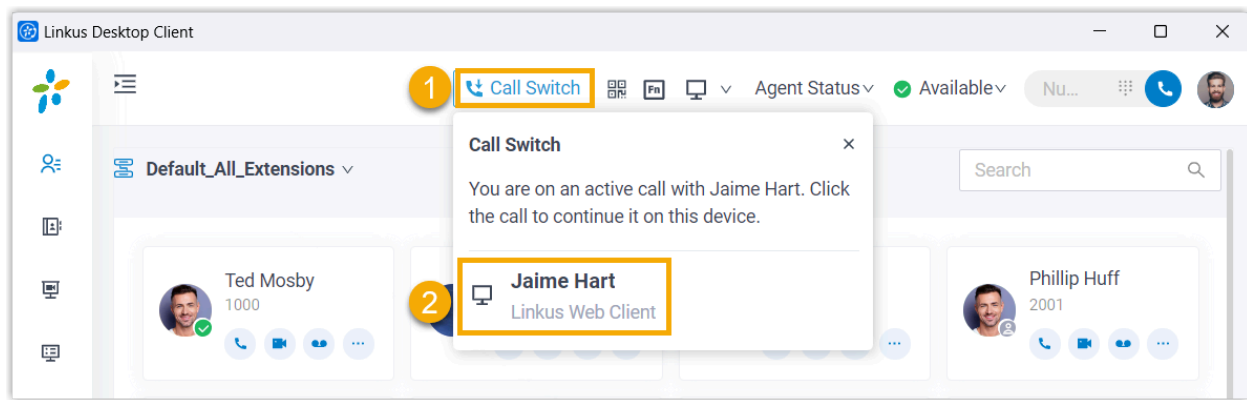 Linkus Desktop Client
1
Call Switch
Fn
Agent Status
Available
Nu...
Default_All_Extensions
Search
Call Switch
You are on an active call with Jaime Hart. Click
the call to continue it on this device.
Ted Mosby
1000
2
Jaime Hart
Linkus Web Client
Phillip Huff
2001